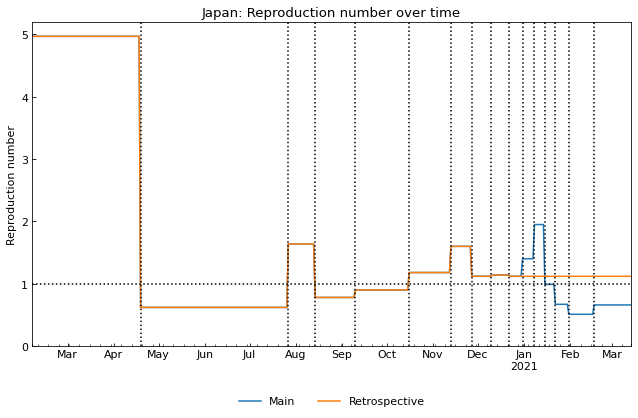 Japan: Reproduction number over time
Reproduction number
5
4
3
2
1
0
Mar Apr May Jun Jul Aug Sep Oct Nov Dec Jan Feb Mar
2021
Main Retrospective